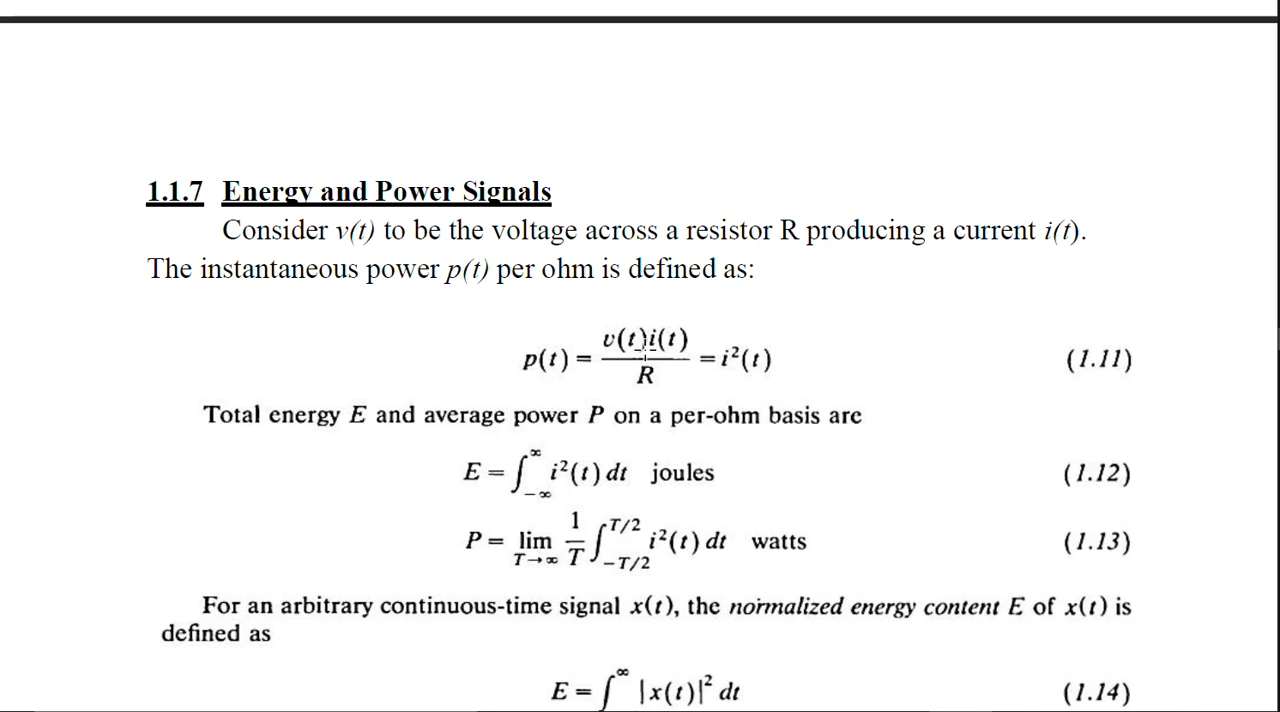 1.1.7 Energy and Power Signals
Consider v(t) to be the voltage across a resistor R producing a current i(t).
The instantaneous power p(t) per ohm is defined as:
p(t) = v(t)i(t) / R = i²(t) (1.11)
Total energy E and average power P on a per-ohm basis are
E = ∫_{-∞}^{∞} i²(t) dt joules (1.12)
P = lim_{T→∞} 1/T ∫_{-T/2}^{T/2} i²(t) dt watts (1.13)
For an arbitrary continuous-time signal x(t), the normalized energy content E of x(t) is
defined as
E = ∫^{∞} |x(t)|² dt (1.14)